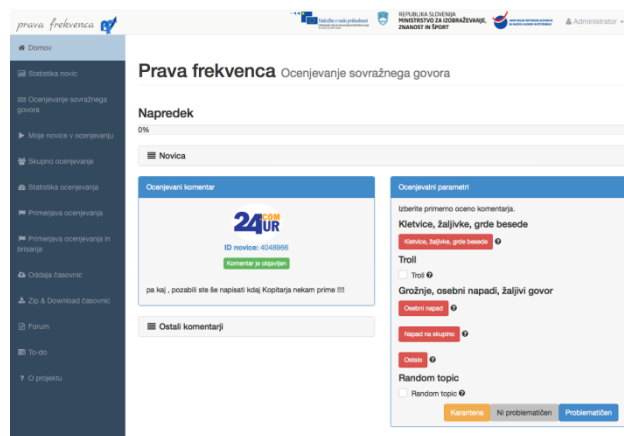 prava frekvenca
Naložba v vašo prihodnost
REPUBLIKA SLOVENIJA
MINISTRSTVO ZA IZOBRAŽEVANJE,
ZNANOST IN ŠPORT
Administrator
Domov
Statistika novic
Ocenjevanje sovražnega
govora
Moje novice v ocenjevanju
Skupno ocenjevanje
Statistika ocenjevanja
Primerjava ocenjevanja
Primerjava ocenjevanja in
brisanja
Oddaja časovnic
Zip & Download časovnic
Forum
To-do
O projektu
Prava frekvenca Ocenjevanje sovražnega govora
Napredek
0%
Novica
Ocenjevani komentar
24UR COM
ID novice: 4048966
Komentar je objavljen
pa kaj , pozabili ste še napisati kdaj Kopitarja nekam prime !!!!
Ostali komentarji
Ocenjevalni parametri
Izberite primerno oceno komentarja.
Kletvice, žaljivke, grde besede
Kletvice, žaljivke, grde besede
Troll
Troll
Grožnje, osebni napadi, žaljivi govor
Osebni napad
Napad na skupino
Ostalo
Random topic
Random topic
Karantena Ni problematičen Problematičen